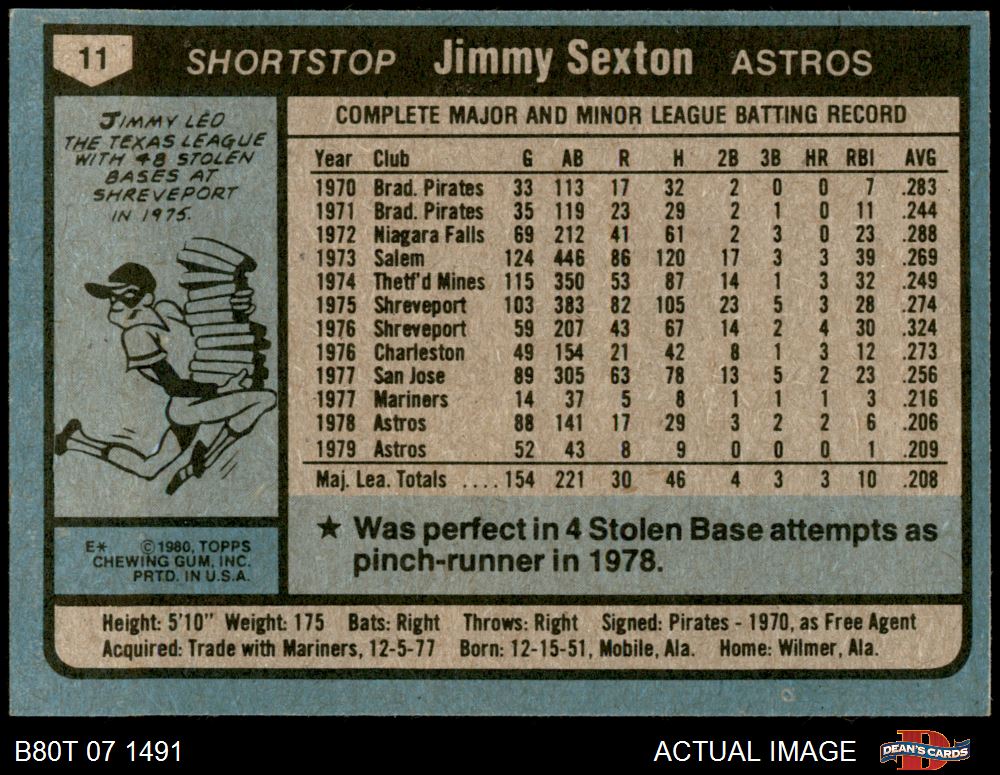 11 SHORTSTOP Jimmy Sexton ASTROS
JIMMY LED
THE TEXAS LEAGUE
WITH 48 STOLEN
BASES AT
SHREVEPORT
IN 1975.
COMPLETE MAJOR AND MINOR LEAGUE BATTING RECORD
Year Club G AB R H 2B 3B HR RBI AVG
1970 Brad. Pirates 33 113 17 32 2 0 0 7 .283
1971 Brad. Pirates 35 119 23 29 2 1 0 11 .244
1972 Niagara Falls 69 212 41 61 2 3 0 23 .288
1973 Salem 124 446 86 120 17 3 3 39 .269
1974 Thetf'd Mines 115 350 53 87 14 1 3 32 .249
1975 Shreveport 103 383 82 105 23 5 3 28 .274
1976 Shreveport 59 207 43 67 14 2 4 30 .324
1976 Charleston 49 154 21 42 8 1 3 12 .273
1977 San Jose 89 305 63 78 13 5 2 23 .256
1977 Mariners 14 37 5 8 1 1 1 3 .216
1978 Astros 88 141 17 29 3 2 2 6 .206
1979 Astros 52 43 8 9 0 0 0 1 .209
Maj. Lea. Totals .... 154 221 30 46 4 3 3 10 .208
★ Was perfect in 4 Stolen Base attempts as
pinch-runner in 1978.
E* © 1980, TOPPS
CHEWING GUM, INC.
PRTD. IN U.S.A.
Height: 5'10" Weight: 175 Bats: Right Throws: Right Signed: Pirates - 1970, as Free Agent
Acquired: Trade with Mariners, 12-5-77 Born: 12-15-51, Mobile, Ala. Home: Wilmer, Ala.
B80T 07 1491 ACTUAL IMAGE DEAN'S CARDS